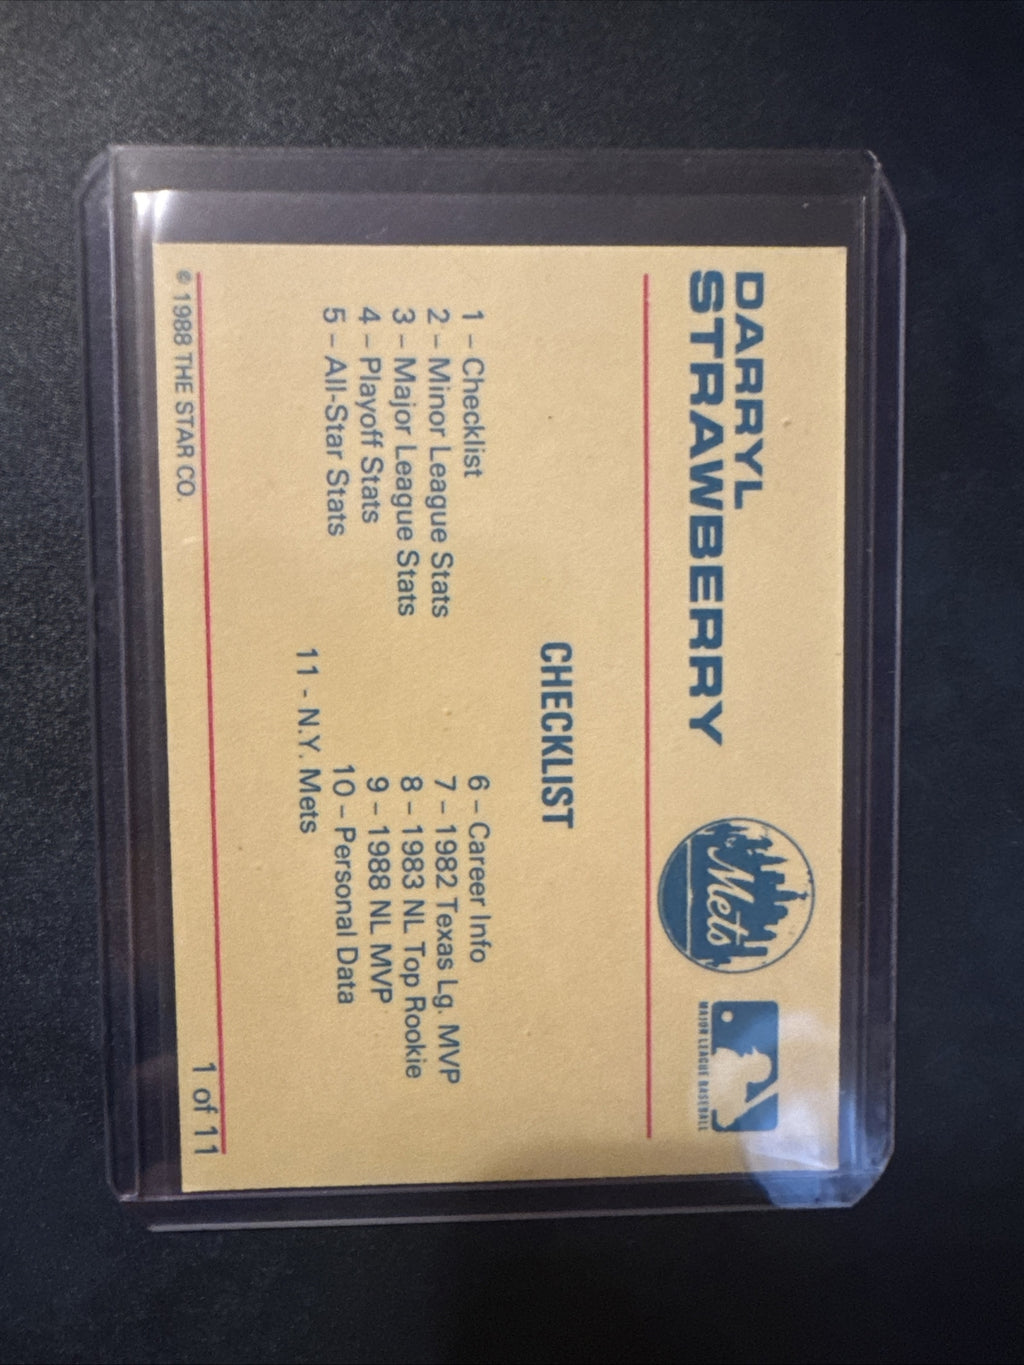 DARRYL
STRAWBERRY
Mets
MAJOR LEAGUE BASEBALL
CHECKLIST
1 – Checklist
2 – Minor League Stats
3 – Major League Stats
4 – Playoff Stats
5 – All-Star Stats
6 – Career Info
7 – 1982 Texas Lg. MVP
8 – 1983 NL Top Rookie
9 – 1988 NL MVP
10 – Personal Data
11 - N.Y. Mets
© 1988 THE STAR CO.
1 of 11